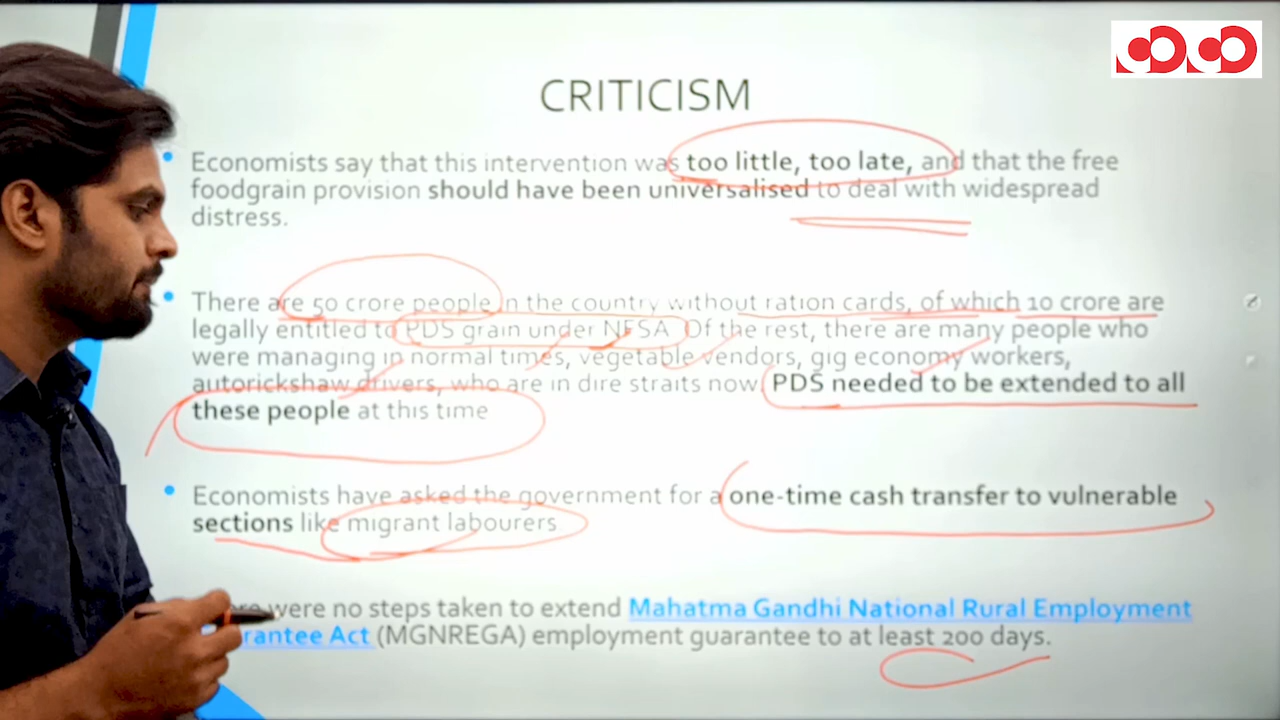 CRITICISM
Economists say that this intervention was too little, too late, and that the free
foodgrain provision should have been universalised to deal with widespread
distress.
There are 50 crore people in the country without ration cards, of which 10 crore are
legally entitled to PDS grain under NFSA Of the rest, there are many people who
were managing in normal times, vegetable vendors, gig economy workers,
autorickshaw drivers, who are in dire straits now PDS needed to be extended to all
these people at this time
Economists have asked the government for a one-time cash transfer to vulnerable
sections like migrant labourers.
were no steps taken to extend Mahatma Gandhi National Rural Employment
Act (MGNREGA) employment guarantee to at least 200 days.